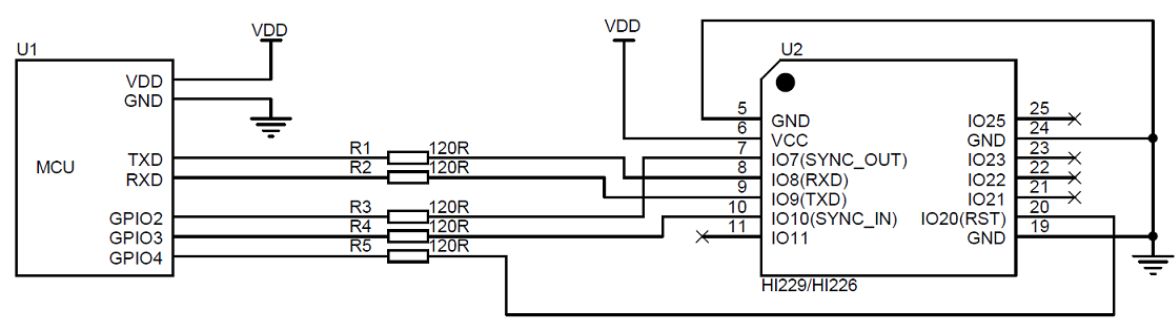 VDD
VDD
U1
U2
VDD
GND
MCU
TXD
RXD
GPIO2
GPIO3
GPIO4
R1 120R
R2 120R
R3 120R
R4 120R
R5 120R
5 GND
6 VCC
7 IO7(SYNC_OUT)
8 IO8(RXD)
9 IO9(TXD)
10 IO10(SYNC_IN)
11 IO11
IO25 25
GND 24
IO23 23
IO22 22
IO21 21
IO20(RST) 20
GND 19
HI229/HI226